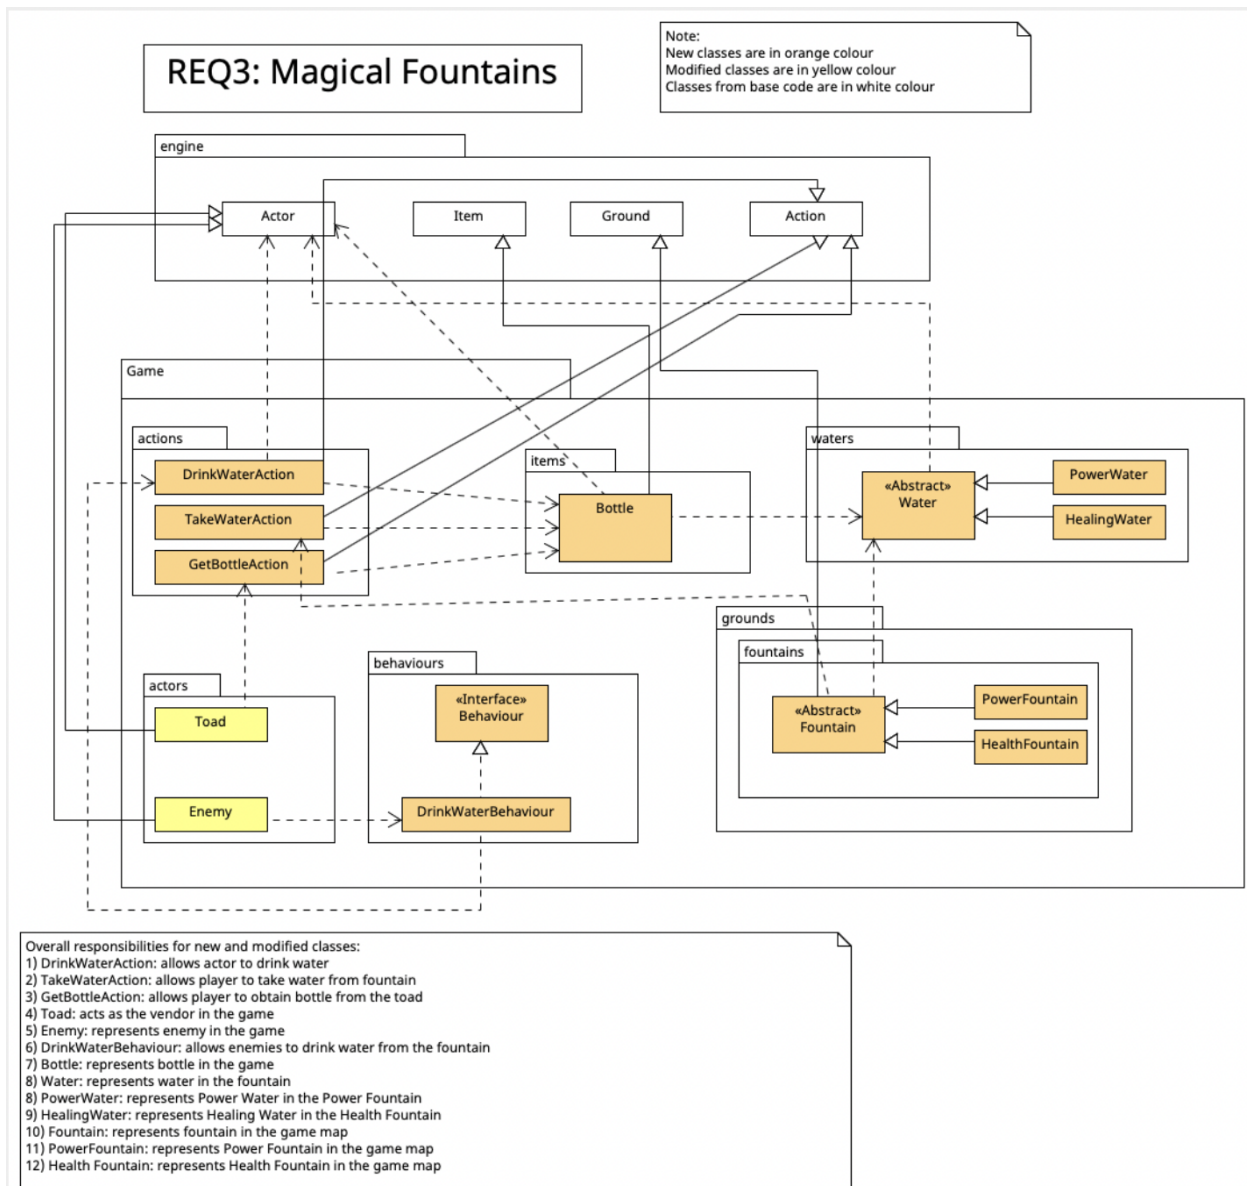 REQ3: Magical Fountains
Note:
New classes are in orange colour
Modified classes are in yellow colour
Classes from base code are in white colour
engine
Actor
Item
Ground
Action
Game
actions
DrinkWaterAction
TakeWaterAction
GetBottleAction
items
Bottle
waters
«Abstract»
Water
PowerWater
HealingWater
grounds
fountains
«Abstract»
Fountain
PowerFountain
HealthFountain
actors
Toad
Enemy
behaviours
«Interface»
Behaviour
DrinkWaterBehaviour
Overall responsibilities for new and modified classes:
1) DrinkWaterAction: allows actor to drink water
2) TakeWaterAction: allows player to take water from fountain
3) GetBottleAction: allows player to obtain bottle from the toad
4) Toad: acts as the vendor in the game
5) Enemy: represents enemy in the game
6) DrinkWaterBehaviour: allows enemies to drink water from the fountain
7) Bottle: represents bottle in the game
8) Water: represents water in the fountain
8) PowerWater: represents Power Water in the Power Fountain
9) HealingWater: represents Healing Water in the Health Fountain
10) Fountain: represents fountain in the game map
11) PowerFountain: represents Power Fountain in the game map
12) Health Fountain: represents Health Fountain in the game map